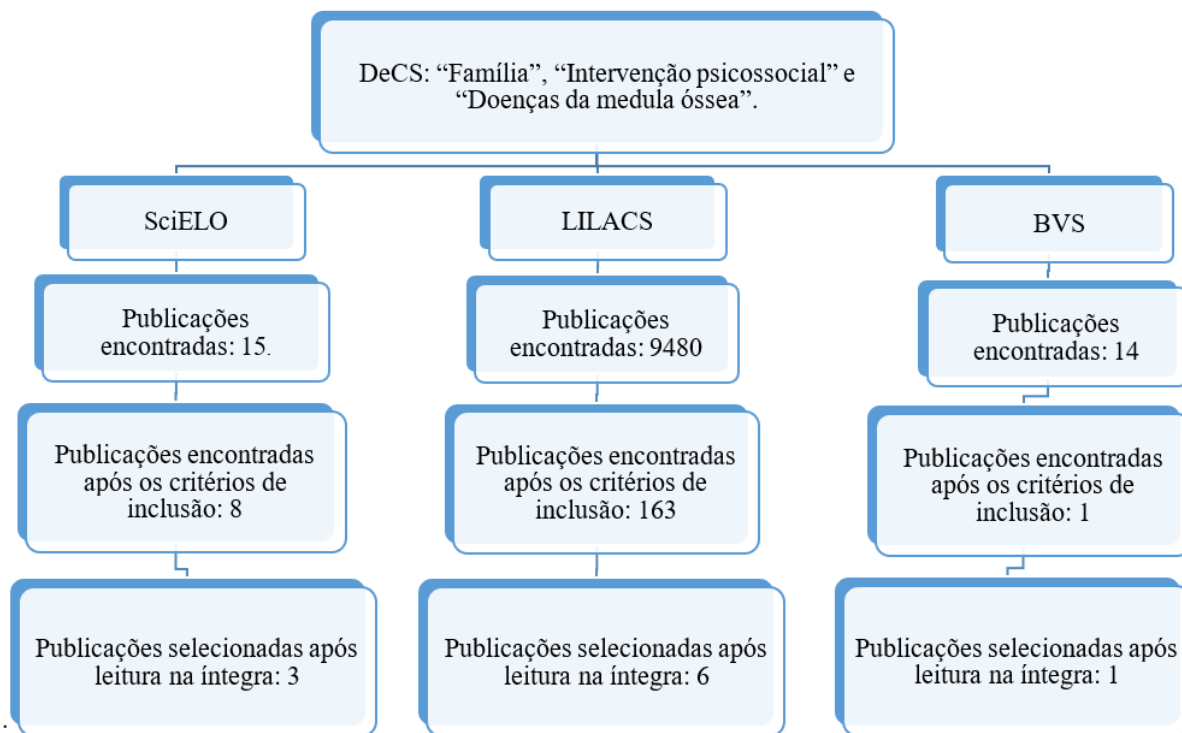 DeCS: “Família”, “Intervenção psicossocial” e
“Doenças da medula óssea”.
SciELO
LILACS
BVS
Publicações
encontradas: 15.
Publicações
encontradas: 9480
Publicações
encontradas: 14
Publicações encontradas
após os critérios de
inclusão: 8
Publicações encontradas
após os critérios de
inclusão: 163
Publicações encontradas
após os critérios de
inclusão: 1
Publicações selecionadas após
leitura na íntegra: 3
Publicações selecionadas após
leitura na íntegra: 6
Publicações selecionadas após
leitura na íntegra: 1
.